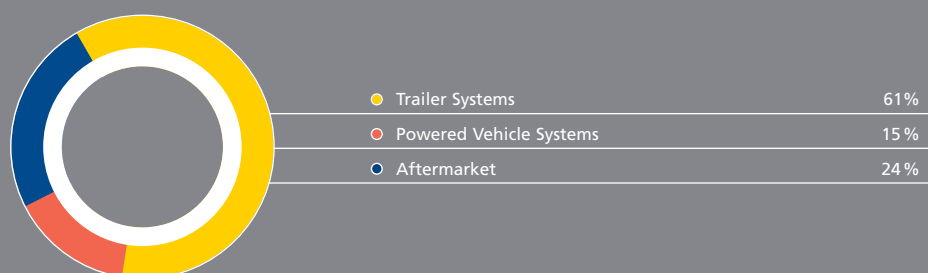 Trailer Systems 61%
Powered Vehicle Systems 15%
Aftermarket 24%